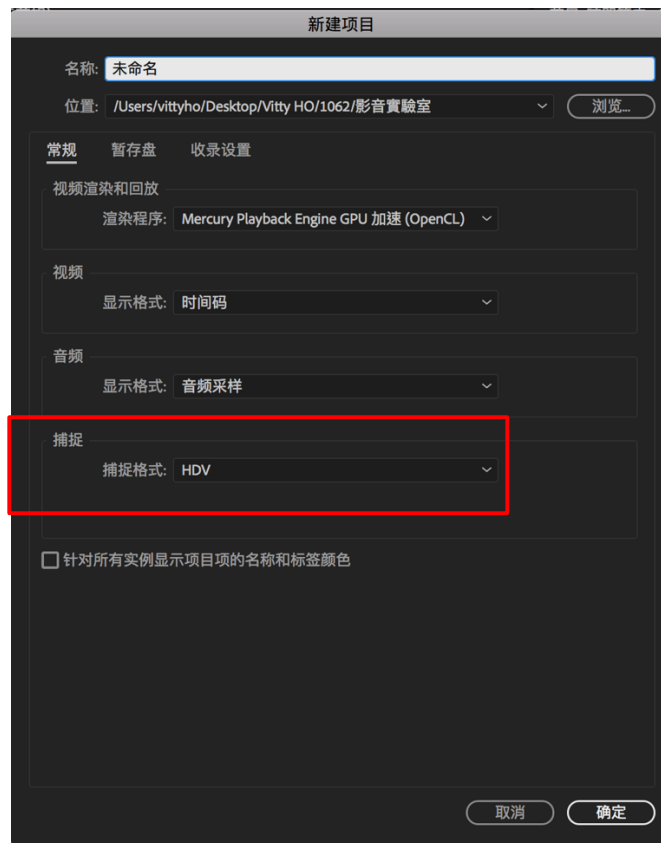 新建项目
名称: 未命名
位置: /Users/vittyho/Desktop/Vitty HO/1062/影音實驗室 浏览...
常规 暂存盘 收录设置
视频渲染和回放
渲染程序: Mercury Playback Engine GPU 加速 (OpenCL)
视频
显示格式: 时间码
音频
显示格式: 音频采样
捕捉
捕捉格式: HDV
针对所有实例显示项目项的名称和标签颜色
取消 确定